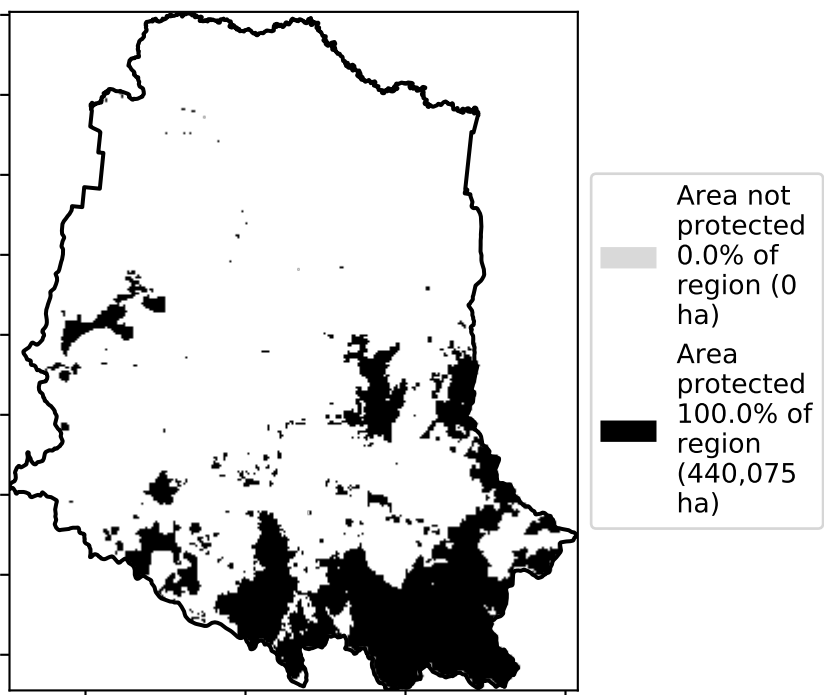 Area not
protected
0.0% of
region (0
ha)
Area
protected
100.0% of
region
(440,075
ha)